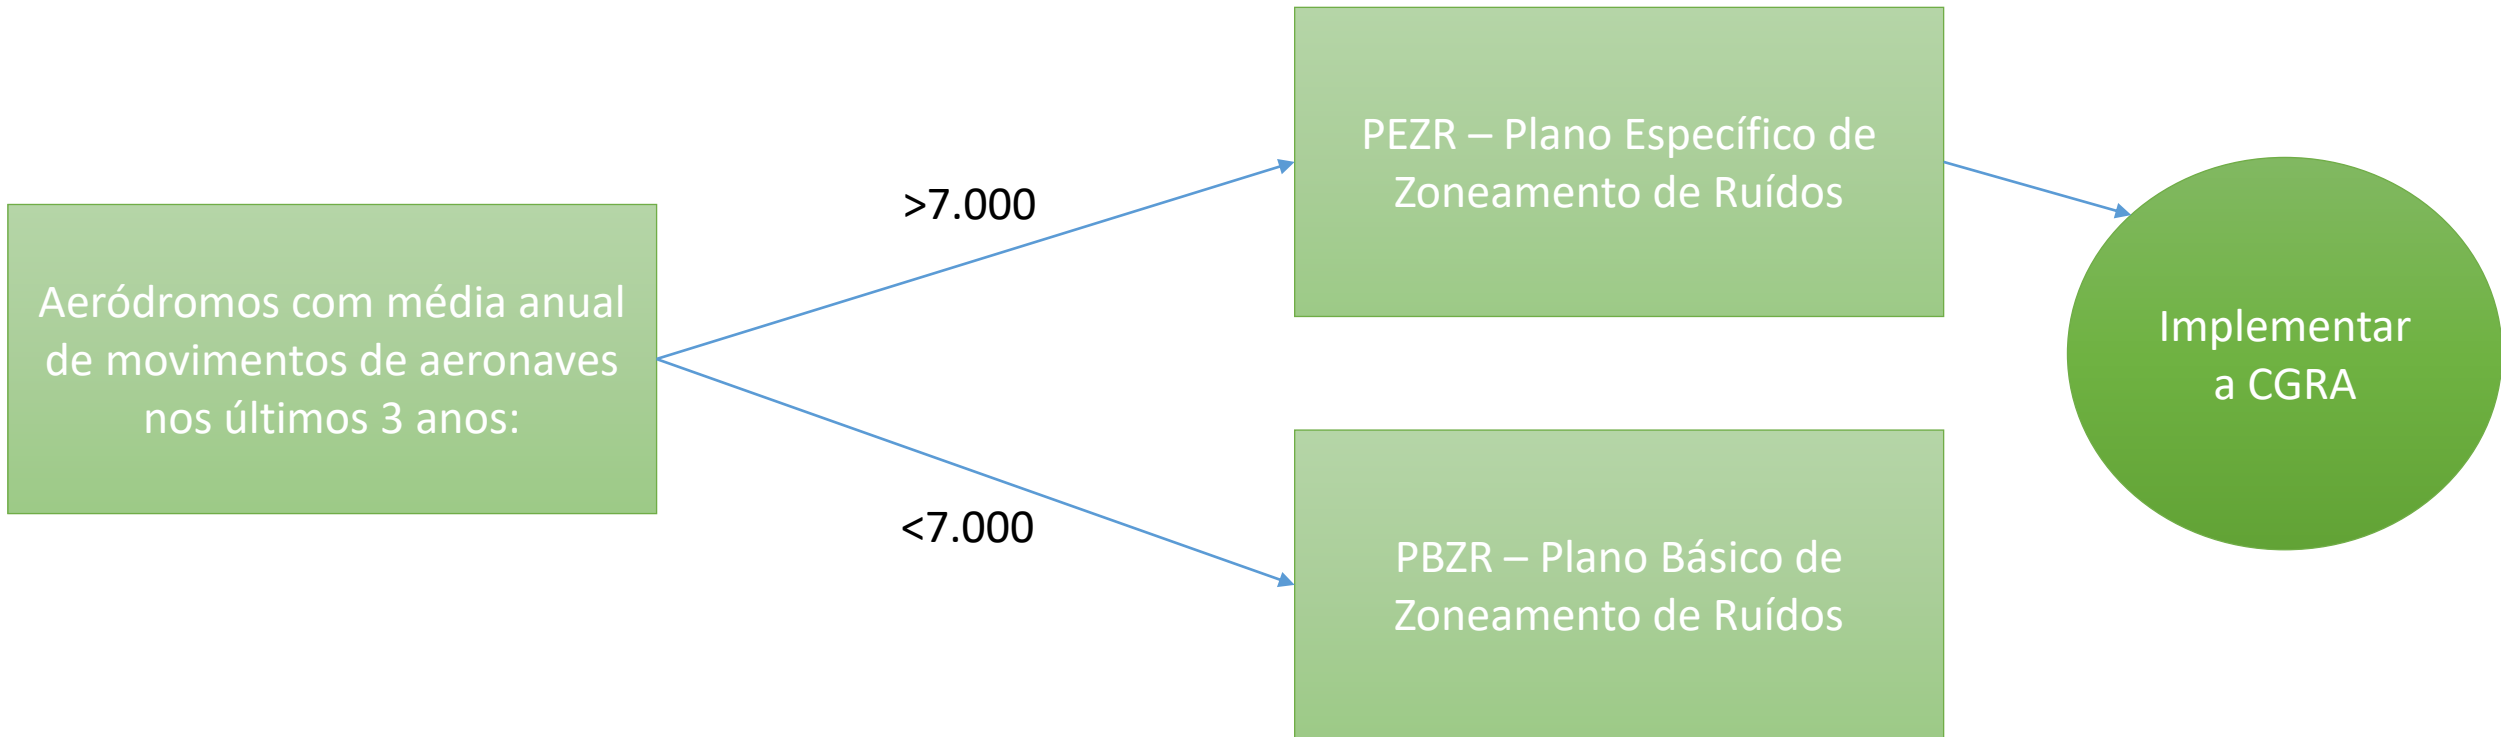 Aeródromos com média anual
de movimentos de aeronaves
nos últimos 3 anos:
>7.000
<7.000
PEZR – Plano Específico de
Zoneamento de Ruídos
PBZR – Plano Básico de
Zoneamento de Ruídos
Implementar
a CGRA